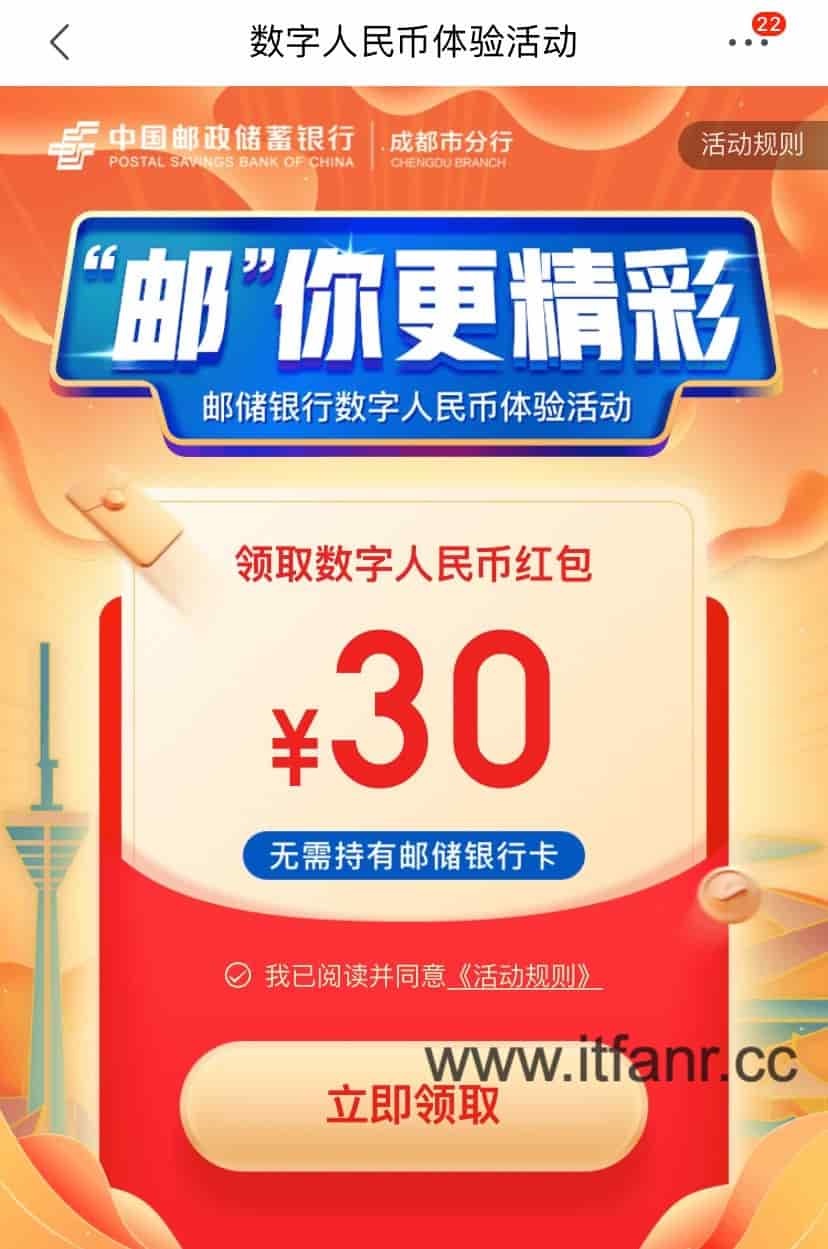 数字人民币体验活动
22
中国邮政储蓄银行
POSTAL SAVINGS BANK OF CHINA
成都市分行
CHENGDU BRANCH
活动规则
“邮”你更精彩
邮储银行数字人民币体验活动
领取数字人民币红包
¥30
无需持有邮储银行卡
我已阅读并同意《活动规则》
www.itfanr.cc
立即领取